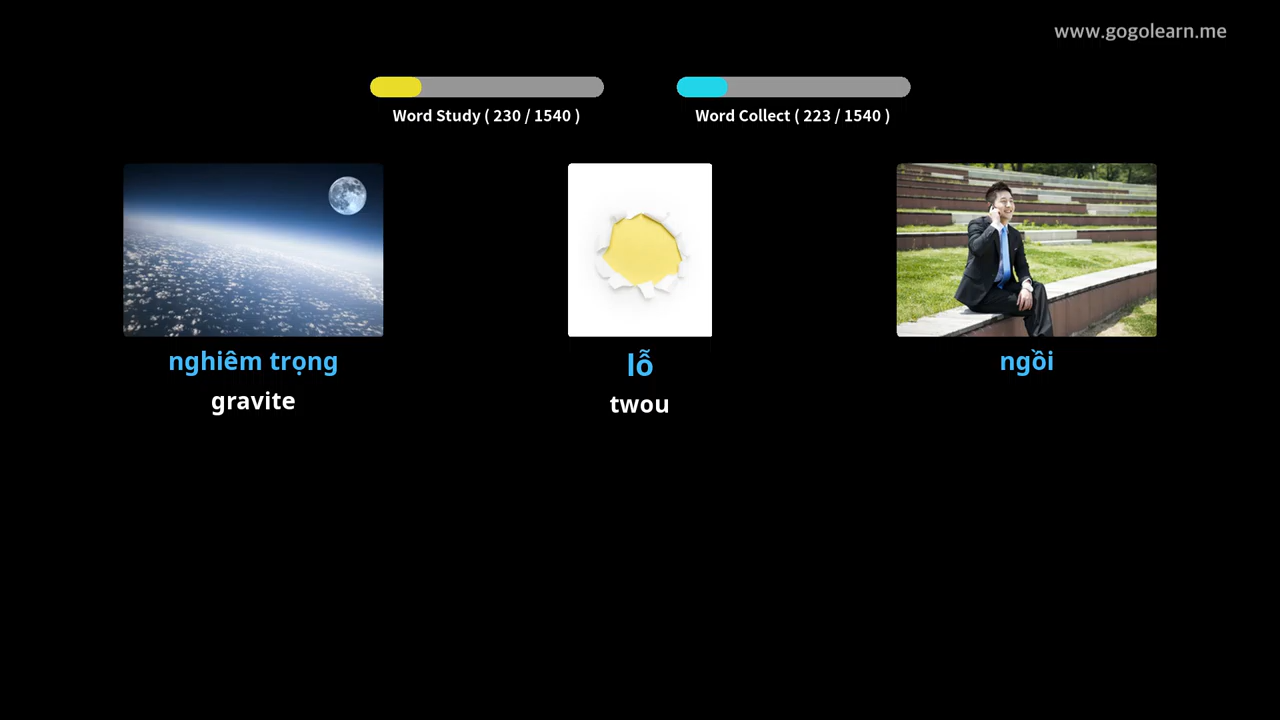 www.gogolearn.me
Word Study ( 230 / 1540 )
Word Collect ( 223 / 1540 )
nghiêm trọng
gravite
lỗ
twou
ngồi